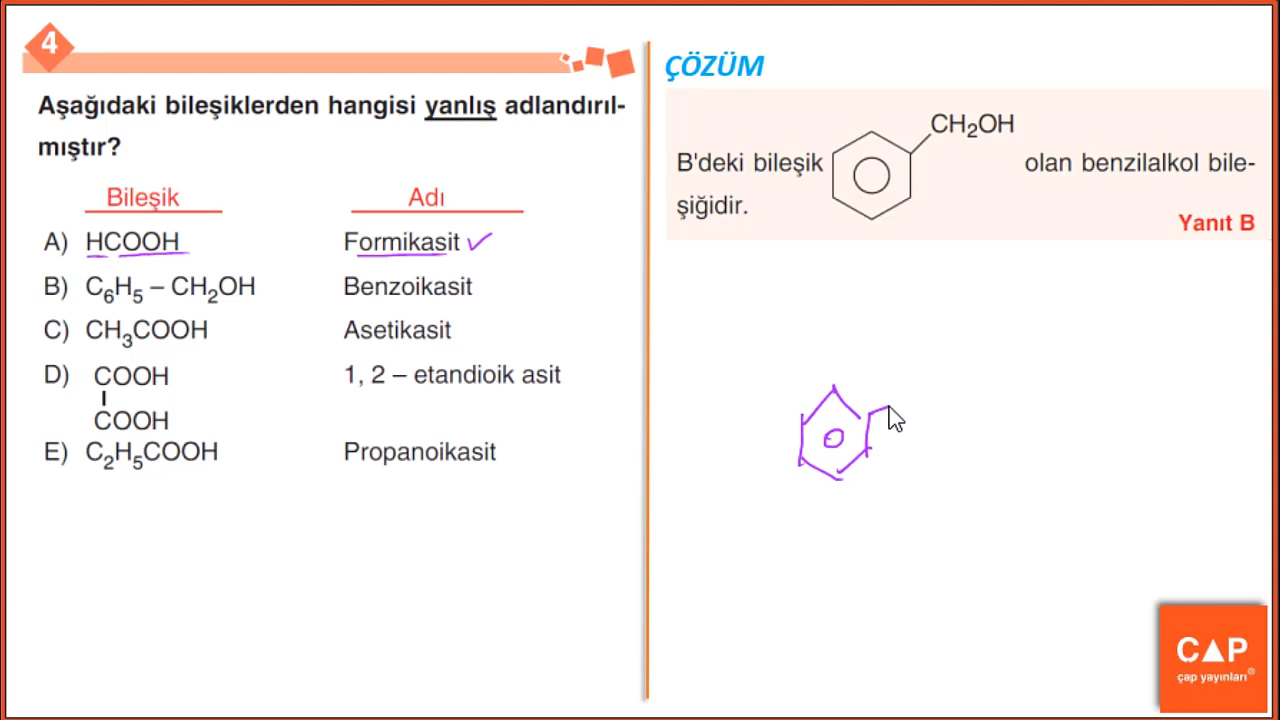 4
Aşağıdaki bileşiklerden hangisi yanlış adlandırıl-
mıştır?
Bileşik Adı
A) HCOOH Formikasit
B) C₆H₅ – CH₂OH Benzoikasit
C) CH₃COOH Asetikasit
D) COOH 1, 2 – etandioik asit
COOH
E) C₂H₅COOH Propanoikasit
ÇÖZÜM
CH₂OH
B'deki bileşik olan benzilalkol bile-
şiğidir.
Yanıt B
CAP
çap yayınları®